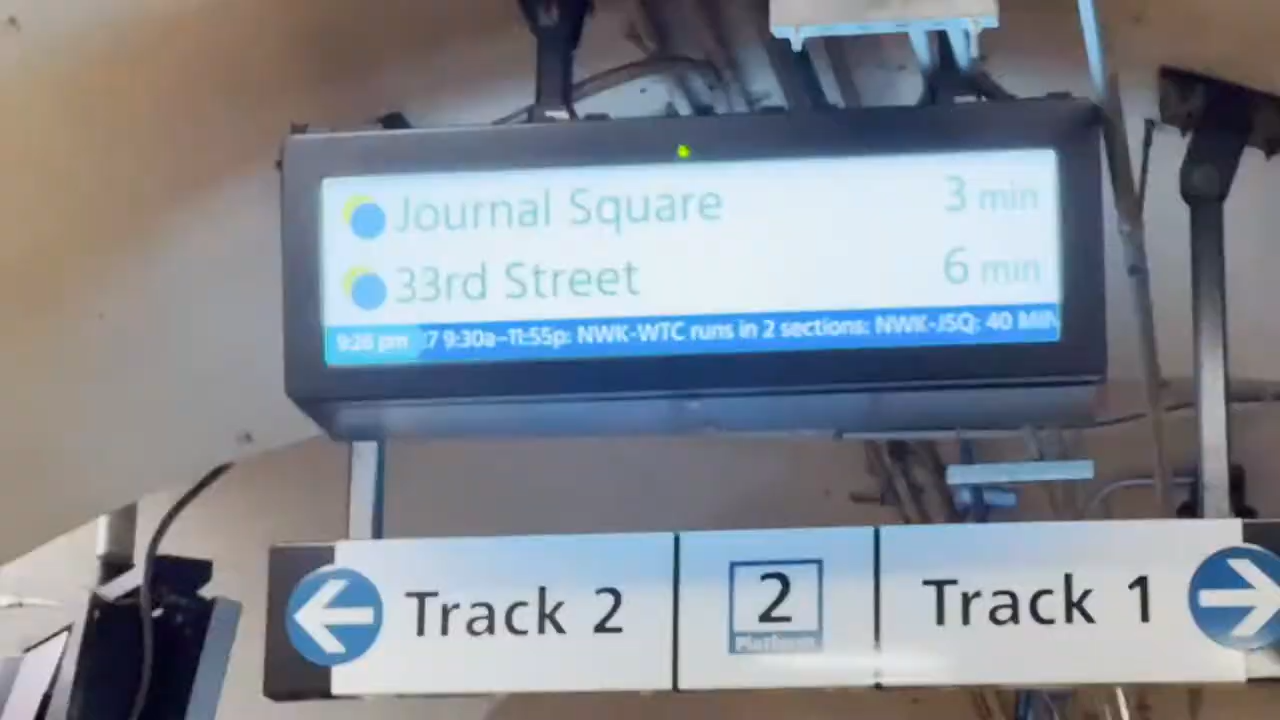 Journal Square 3 min
33rd Street 6 min
9:28 pm 7 9:30a–11:55p: NWK-WTC runs in 2 sections: NWK-JSQ: 40 MIN
Track 2
2
Platform
Track 1